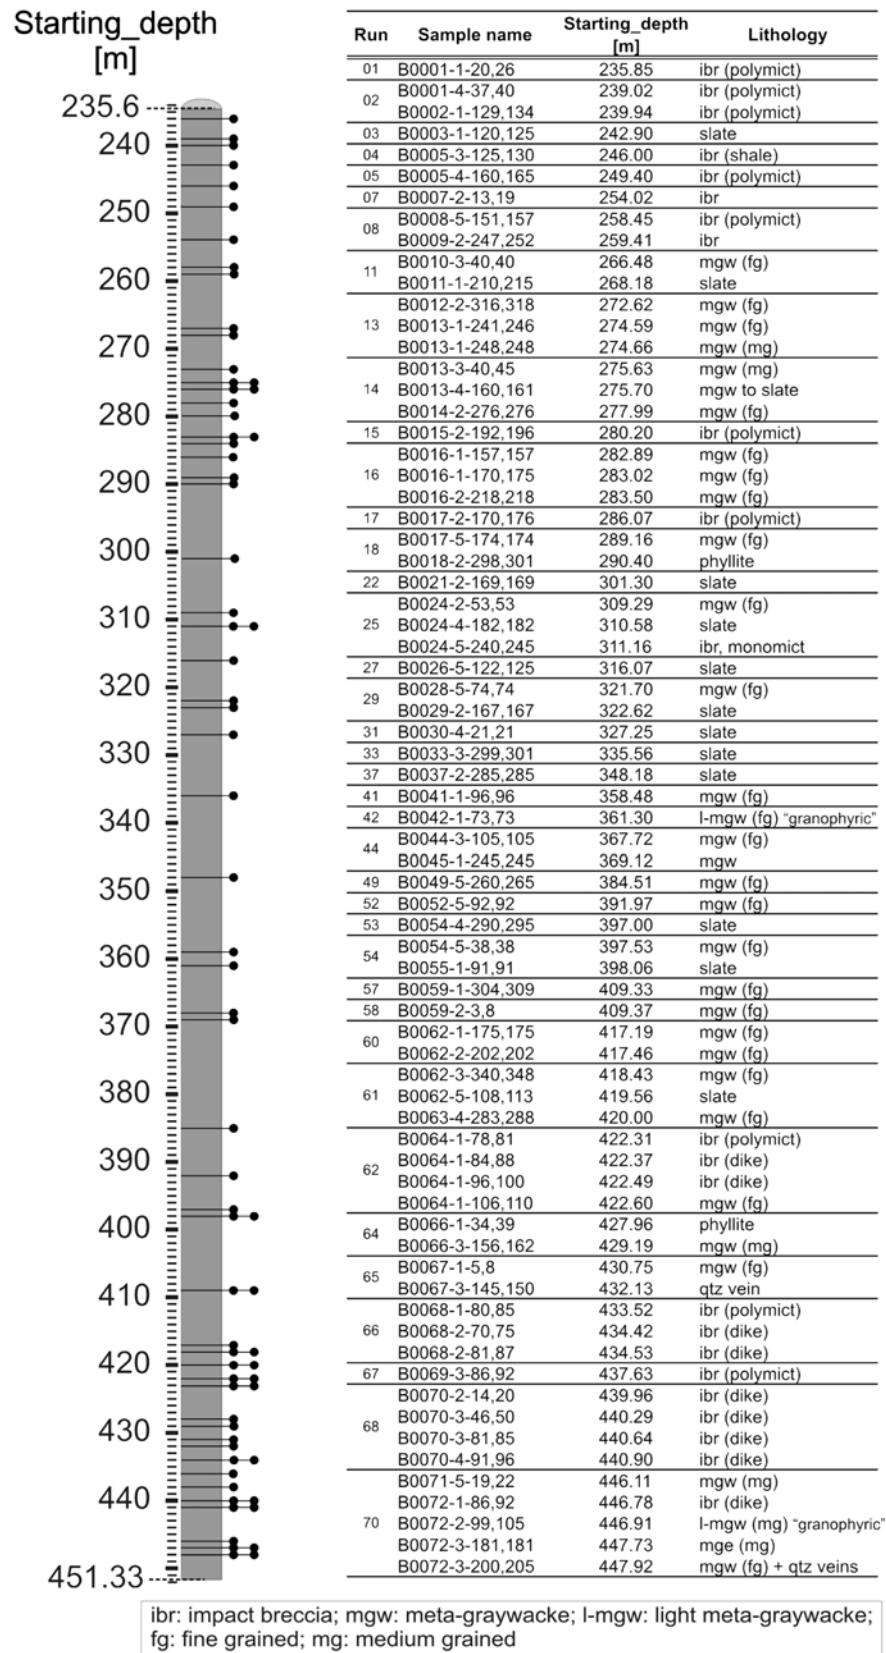 Starting_depth
[m]
235.6
240
250
260
270
280
290
300
310
320
330
340
350
360
370
380
390
400
410
420
430
440
451.33
Run Sample name Starting_depth [m] Lithology
01 B0001-1-20,26 235.85 ibr (polymict)
02 B0001-4-37,40 239.02 ibr (polymict)
B0002-1-129,134 239.94 ibr (polymict)
03 B0003-1-120,125 242.90 slate
04 B0005-3-125,130 246.00 ibr (shale)
05 B0005-4-160,165 249.40 ibr (polymict)
07 B0007-2-13,19 254.02 ibr
08 B0008-5-151,157 258.45 ibr (polymict)
B0009-2-247,252 259.41 ibr
11 B0010-3-40,40 266.48 mgw (fg)
B0011-1-210,215 268.18 slate
13 B0012-2-316,318 272.62 mgw (fg)
B0013-1-241,246 274.59 mgw (fg)
B0013-1-248,248 274.66 mgw (mg)
14 B0013-3-40,45 275.63 mgw (mg)
B0013-4-160,161 275.70 mgw to slate
B0014-2-276,276 277.99 mgw (fg)
15 B0015-2-192,196 280.20 ibr (polymict)
16 B0016-1-157,157 282.89 mgw (fg)
B0016-1-170,175 283.02 mgw (fg)
B0016-2-218,218 283.50 mgw (fg)
17 B0017-2-170,176 286.07 ibr (polymict)
18 B0017-5-174,174 289.16 mgw (fg)
B0018-2-298,301 290.40 phyllite
22 B0021-2-169,169 301.30 slate
25 B0024-2-53,53 309.29 mgw (fg)
B0024-4-182,182 310.58 slate
B0024-5-240,245 311.16 ibr, monomict
27 B0026-5-122,125 316.07 slate
29 B0028-5-74,74 321.70 mgw (fg)
B0029-2-167,167 322.62 slate
31 B0030-4-21,21 327.25 slate
33 B0033-3-299,301 335.56 slate
37 B0037-2-285,285 348.18 slate
41 B0041-1-96,96 358.48 mgw (fg)
42 B0042-1-73,73 361.30 l-mgw (fg) "granophyric"
44 B0044-3-105,105 367.72 mgw (fg)
B0045-1-245,245 369.12 mgw
49 B0049-5-260,265 384.51 mgw (fg)
52 B0052-5-92,92 391.97 mgw (fg)
53 B0054-4-290,295 397.00 slate
54 B0054-5-38,38 397.53 mgw (fg)
B0055-1-91,91 398.06 slate
57 B0059-1-304,309 409.33 mgw (fg)
58 B0059-2-3,8 409.37 mgw (fg)
60 B0062-1-175,175 417.19 mgw (fg)
B0062-2-202,202 417.46 mgw (fg)
61 B0062-3-340,348 418.43 mgw (fg)
B0062-5-108,113 419.56 slate
B0063-4-283,288 420.00 mgw (fg)
62 B0064-1-78,81 422.31 ibr (polymict)
B0064-1-84,88 422.37 ibr (dike)
B0064-1-96,100 422.49 ibr (dike)
B0064-1-106,110 422.60 mgw (fg)
64 B0066-1-34,39 427.96 phyllite
B0066-3-156,162 429.19 mgw (mg)
65 B0067-1-5,8 430.75 mgw (fg)
B0067-3-145,150 432.13 qtz vein
66 B0068-1-80,85 433.52 ibr (polymict)
B0068-2-70,75 434.42 ibr (dike)
B0068-2-81,87 434.53 ibr (dike)
67 B0069-3-86,92 437.63 ibr (polymict)
68 B0070-2-14,20 439.96 ibr (dike)
B0070-3-46,50 440.29 ibr (dike)
B0070-3-81,85 440.64 ibr (dike)
B0070-4-91,96 440.90 ibr (dike)
70 B0071-5-19,22 446.11 mgw (mg)
B0072-1-86,92 446.78 ibr (dike)
B0072-2-99,105 446.91 l-mgw (mg) "granophyric"
B0072-3-181,181 447.73 mge (mg)
B0072-3-200,205 447.92 mgw (fg) + qtz veins
ibr: impact breccia; mgw: meta-graywacke; l-mgw: light meta-graywacke;
fg: fine grained; mg: medium grained